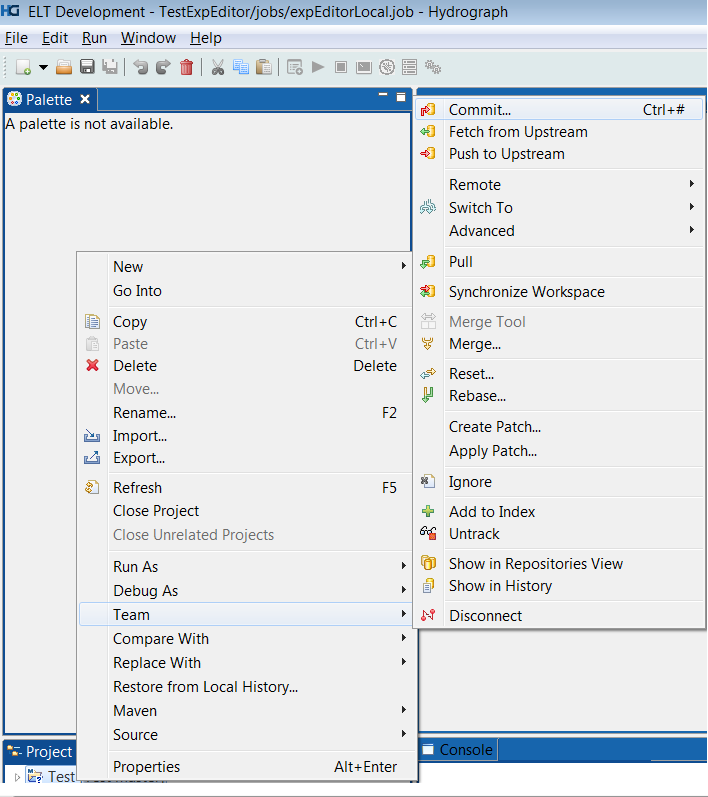 HG ELT Development - TestExpEditor/jobs/expEditorLocal.job - Hydrograph
File Edit Run Window Help
Palette
A palette is not available.
Commit... Ctrl+#
Fetch from Upstream
Push to Upstream
Remote
Switch To
Advanced
Pull
Synchronize Workspace
Merge Tool
Merge...
Reset...
Rebase...
Create Patch...
Apply Patch...
Ignore
Add to Index
Untrack
Show in Repositories View
Show in History
Disconnect
New
Go Into
Copy Ctrl+C
Paste Ctrl+V
Delete Delete
Move...
Rename... F2
Import...
Export...
Refresh F5
Close Project
Close Unrelated Projects
Run As
Debug As
Team
Compare With
Replace With
Restore from Local History...
Maven
Source
Properties Alt+Enter
Project
Console
Test